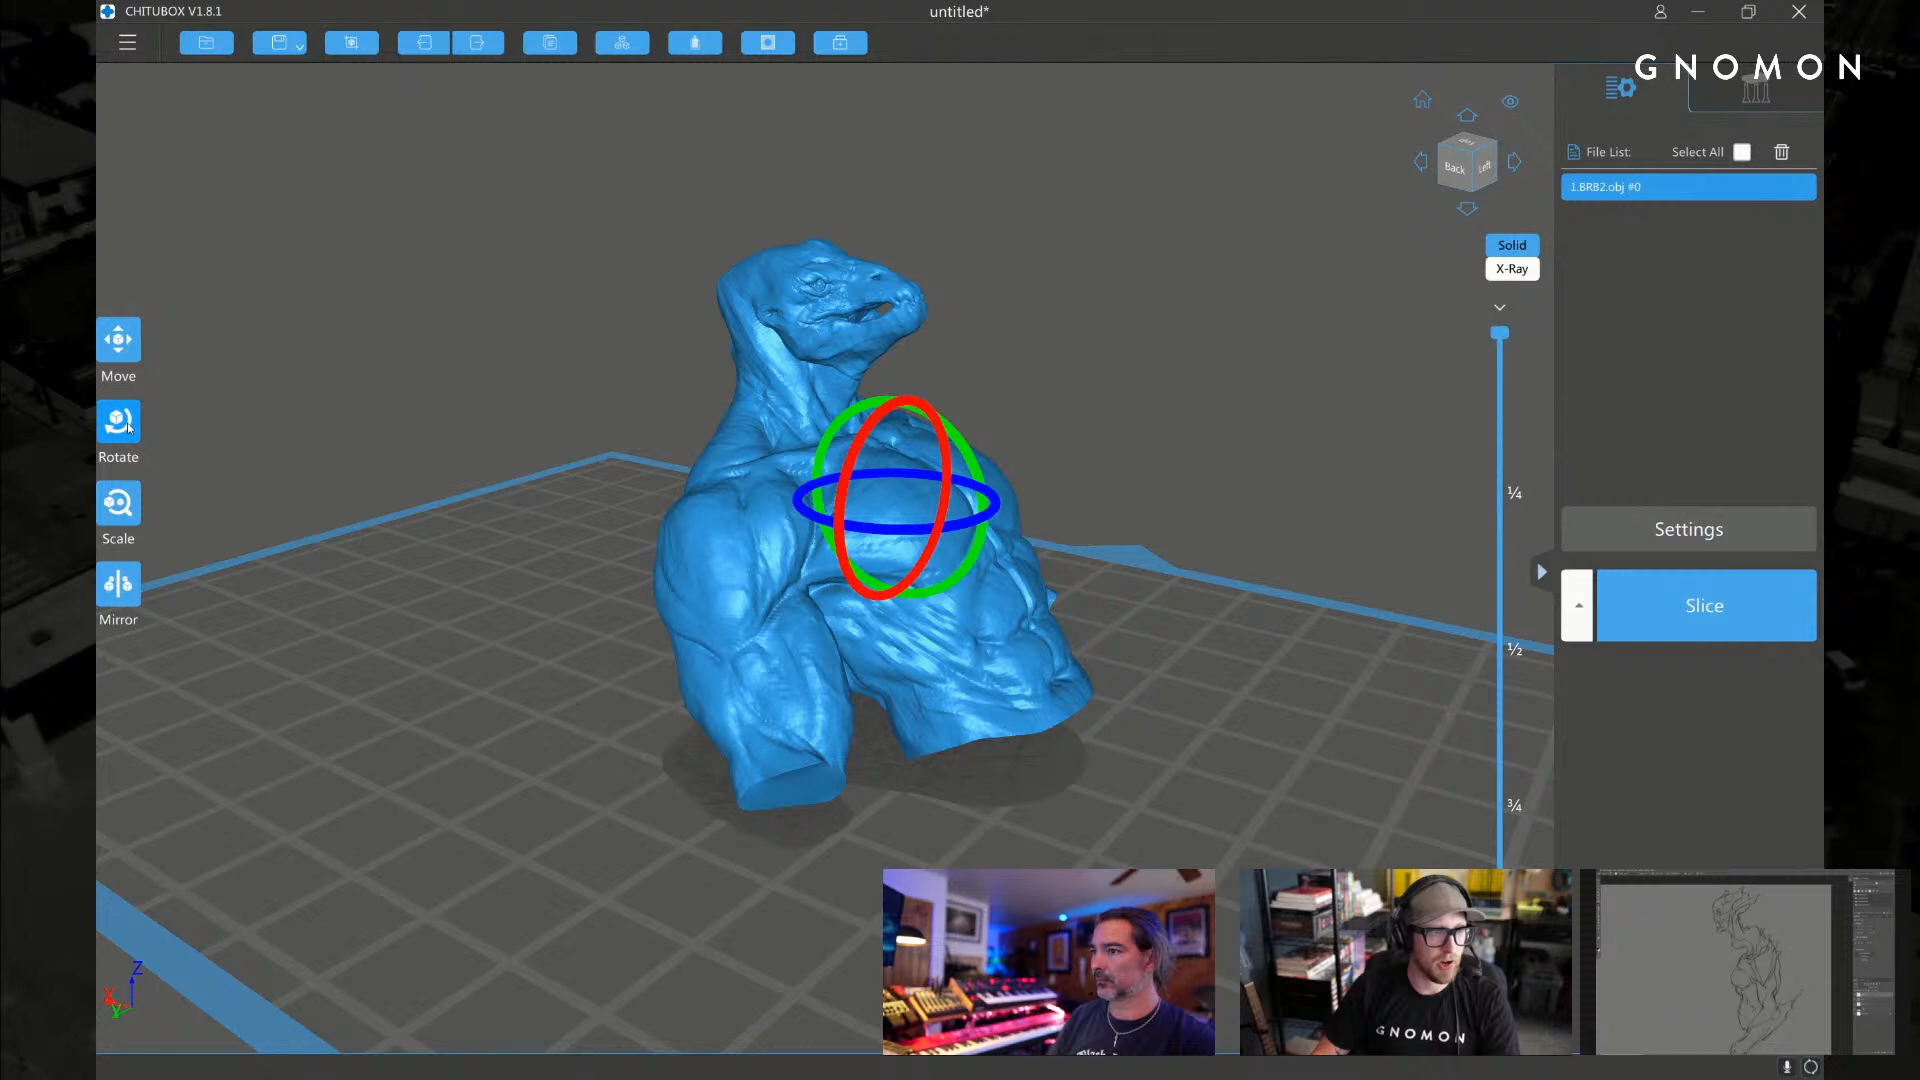 CHITUBOX V1.8.1
untitled*
GNOMON
File List:
Select All
1.BRB2.obj #0
Top
Back
Left
Solid
X-Ray
Move
Rotate
Scale
Mirror
¼
½
¾
Settings
Slice
Z
X
Y
GNOMON